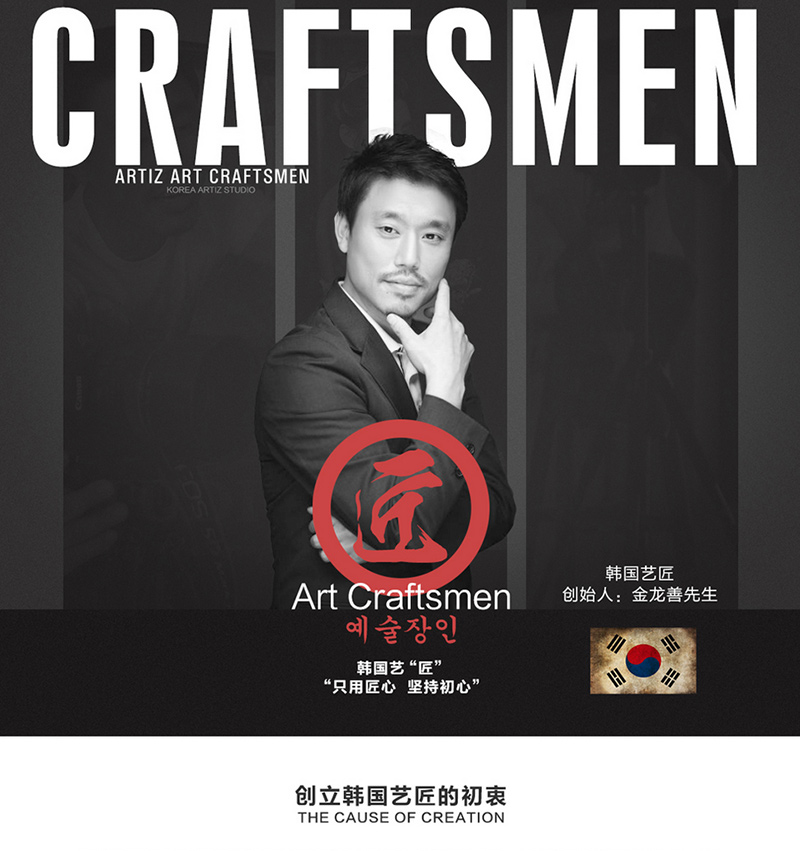 CRAFTSMEN
ARTIZ ART CRAFTSMEN
KOREA ARTIZ STUDIO
匠
Art Craftsmen
예술장인
韩国艺“匠”
“只用匠心 坚持初心”
韩国艺匠
创始人：金龙善先生
创立韩国艺匠的初衷
THE CAUSE OF CREATION